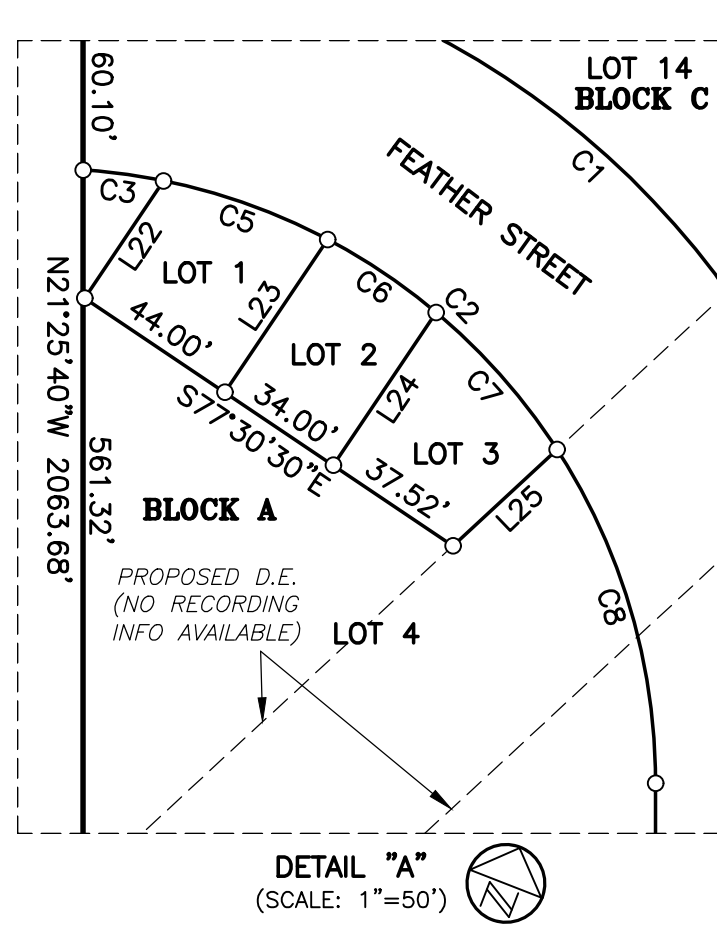 60.10'
LOT 14
BLOCK C
C1
FEATHER STREET
C3
C5
L22
LOT 1
C6
C2
L23
44.00'
LOT 2
C7
L24
34.00'
S77°30'30"E
LOT 3
37.52'
L25
N21°25'40"W 2063.68'
561.32'
BLOCK A
C8
PROPOSED D.E.
(NO RECORDING
INFO AVAILABLE)
LOT 4
DETAIL "A"
(SCALE: 1"=50')
N